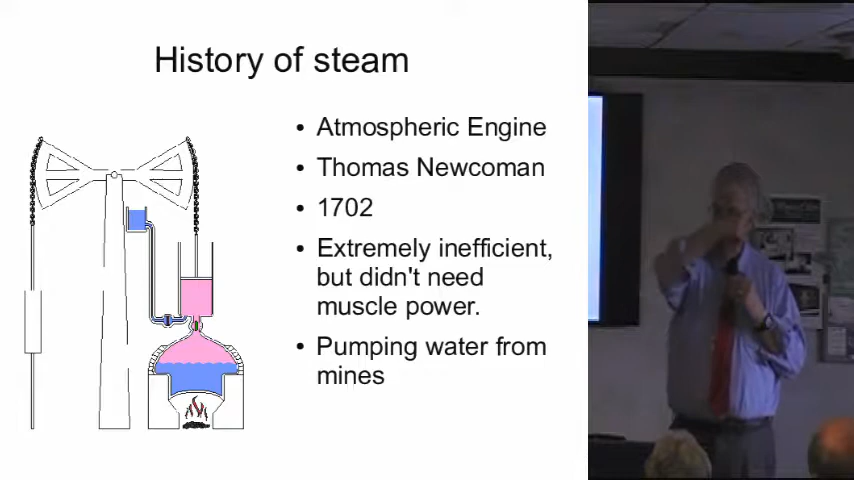 History of steam
• Atmospheric Engine
• Thomas Newcoman
• 1702
• Extremely inefficient,
but didn't need
muscle power.
• Pumping water from
mines